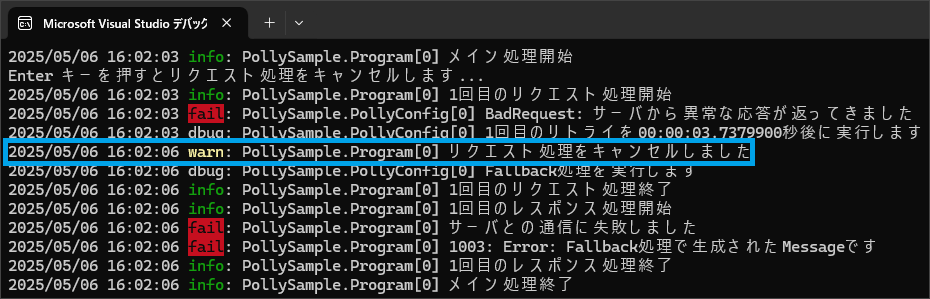 Microsoft Visual Studio デバック
2025/05/06 16:02:03 info: PollySample.Program[0] メイン処理開始
Enter キーを押すとリクエスト処理をキャンセルします...
2025/05/06 16:02:03 info: PollySample.Program[0] 1回目のリクエスト処理開始
2025/05/06 16:02:03 fail: PollySample.PollyConfig[0] BadRequest: サーバから異常な応答が返ってきました
2025/05/06 16:02:03 dbug: PollySample.PollyConfig[0] 1回目のリトライを00:00:03.7379900秒後に実行します
2025/05/06 16:02:06 warn: PollySample.Program[0] リクエスト処理をキャンセルしました
2025/05/06 16:02:06 dbug: PollySample.PollyConfig[0] Fallback処理を実行します
2025/05/06 16:02:06 info: PollySample.Program[0] 1回目のリクエスト処理終了
2025/05/06 16:02:06 info: PollySample.Program[0] 1回目のレスポンス処理開始
2025/05/06 16:02:06 fail: PollySample.Program[0] サーバとの通信に失敗しました
2025/05/06 16:02:06 fail: PollySample.Program[0] 1003: Error: Fallback処理で生成されたMessageです
2025/05/06 16:02:06 info: PollySample.Program[0] 1回目のレスポンス処理終了
2025/05/06 16:02:06 info: PollySample.Program[0] メイン処理終了